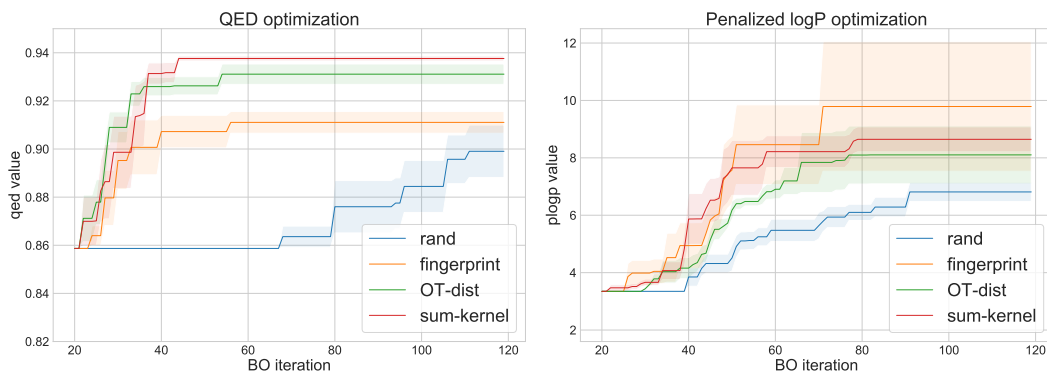 QED optimization
qed value
0.94
0.92
0.90
0.88
0.86
0.84
0.82
20 40 60 80 100 120
BO iteration
rand
fingerprint
OT-dist
sum-kernel
Penalized logP optimization
plogp value
12
10
8
6
4
2
20 40 60 80 100 120
BO iteration
rand
fingerprint
OT-dist
sum-kernel